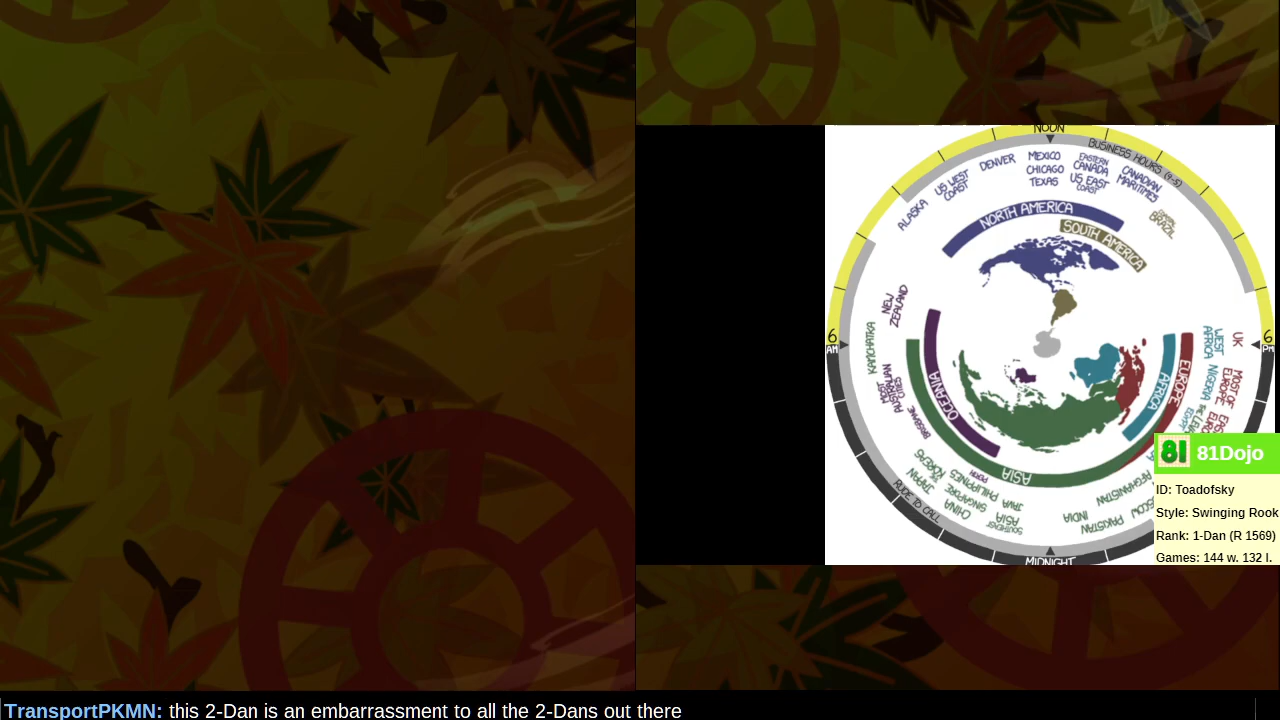 NOON
BUSINESS HOURS (9-5)
ALASKA
US WEST
COAST
DENVER
MEXICO
CHICAGO
TEXAS
EASTERN
CANADA
US EAST
COAST
CANADIAN
MARITIMES
BRAZIL
NORTH AMERICA
SOUTH AMERICA
NEW
ZEALAND
6
AM
6
PM
KAMCHATKA
UK
WEST
AFRICA
NIGERIA
MOST OF
EUROPE
OCEANIA
EUROPE
AFRICA
ASIA
BRISBANE
PERTH
JAPAN
KOREAS
PHILIPPINES
SINGAPORE
CHINA
JAVA
SOUTHEAST
ASIA
INDIA
PAKISTAN
AFGHANISTAN
RUDE TO CALL
MIDNIGHT
81 81Dojo
ID: Toadofsky
Style: Swinging Rook
Rank: 1-Dan (R 1569)
Games: 144 w. 132 l.
TransportPKMN: this 2-Dan is an embarrassment to all the 2-Dans out there